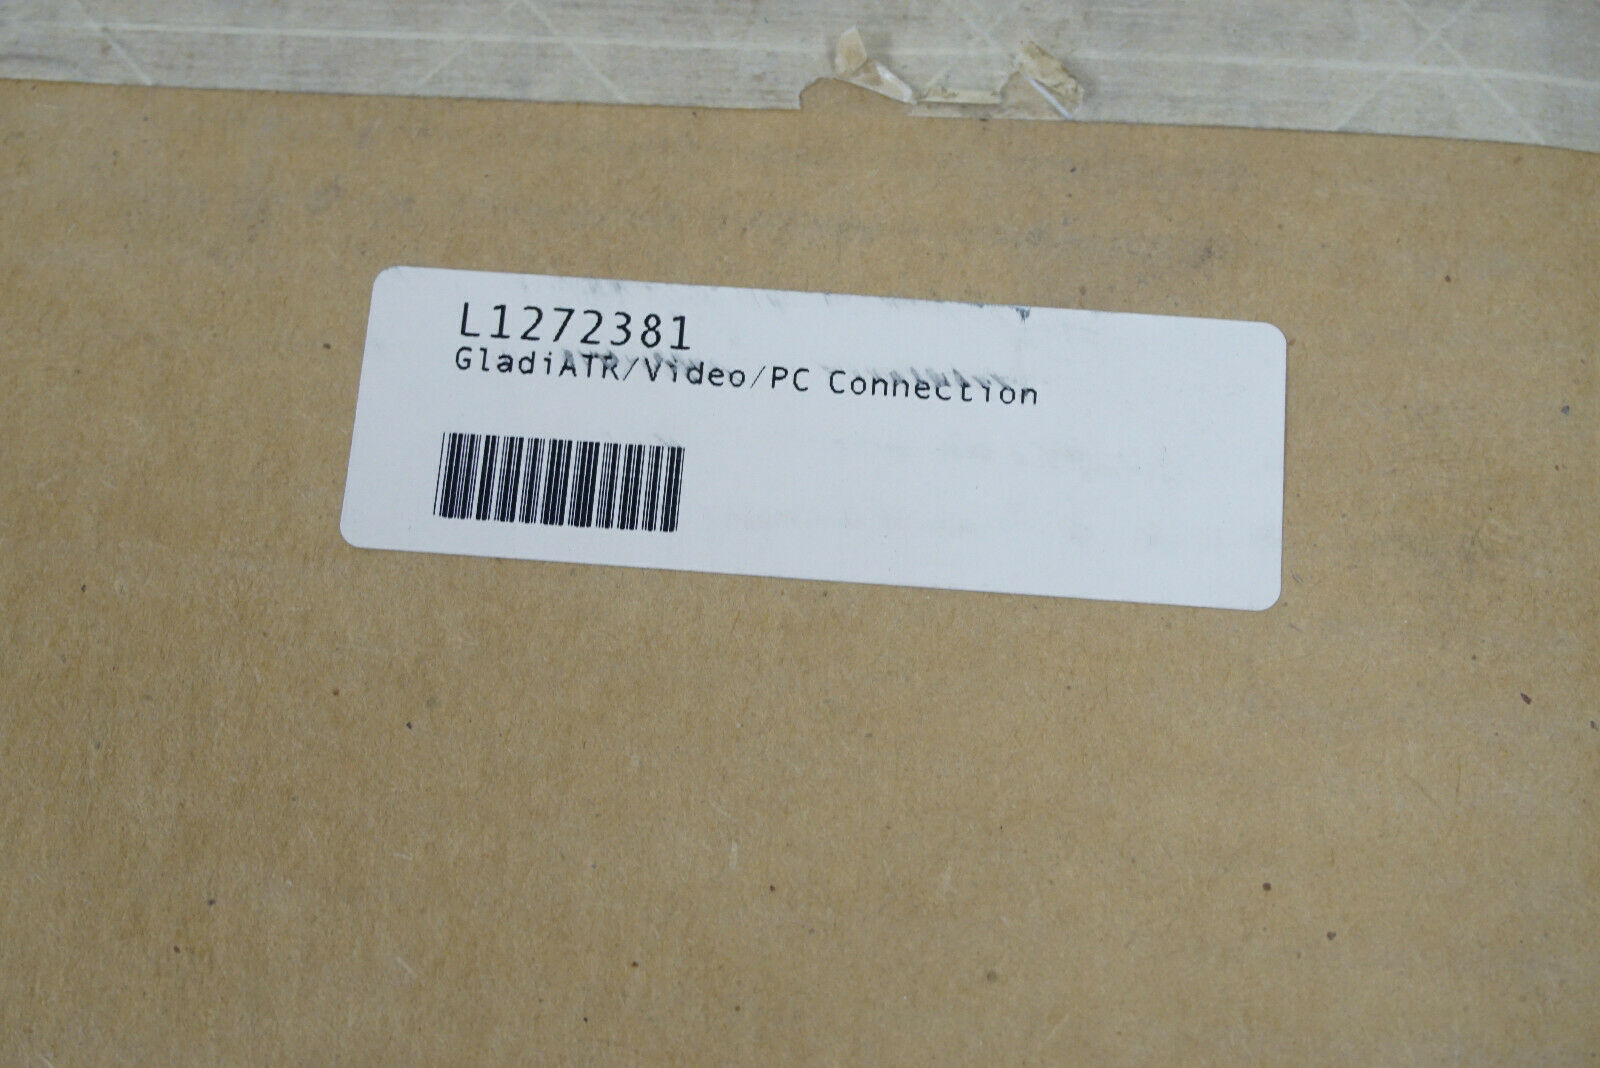 L1272381
GladiATR/Video/PC Connection